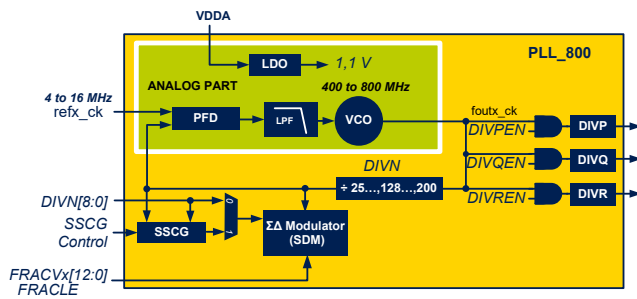 VDDA
PLL_800
LDO
1,1 V
ANALOG PART
400 to 800 MHz
4 to 16 MHz
refx_ck
PFD
LPF
VCO
foutx_ck
DIVPEN
DIVP
DIVQEN
DIVQ
DIVN
÷ 25...,128...,200
DIVREN
DIVR
DIVN[8:0]
0
1
SSCG
Control
SSCG
ΣΔ Modulator
(SDM)
FRACVx[12:0]
FRACLE